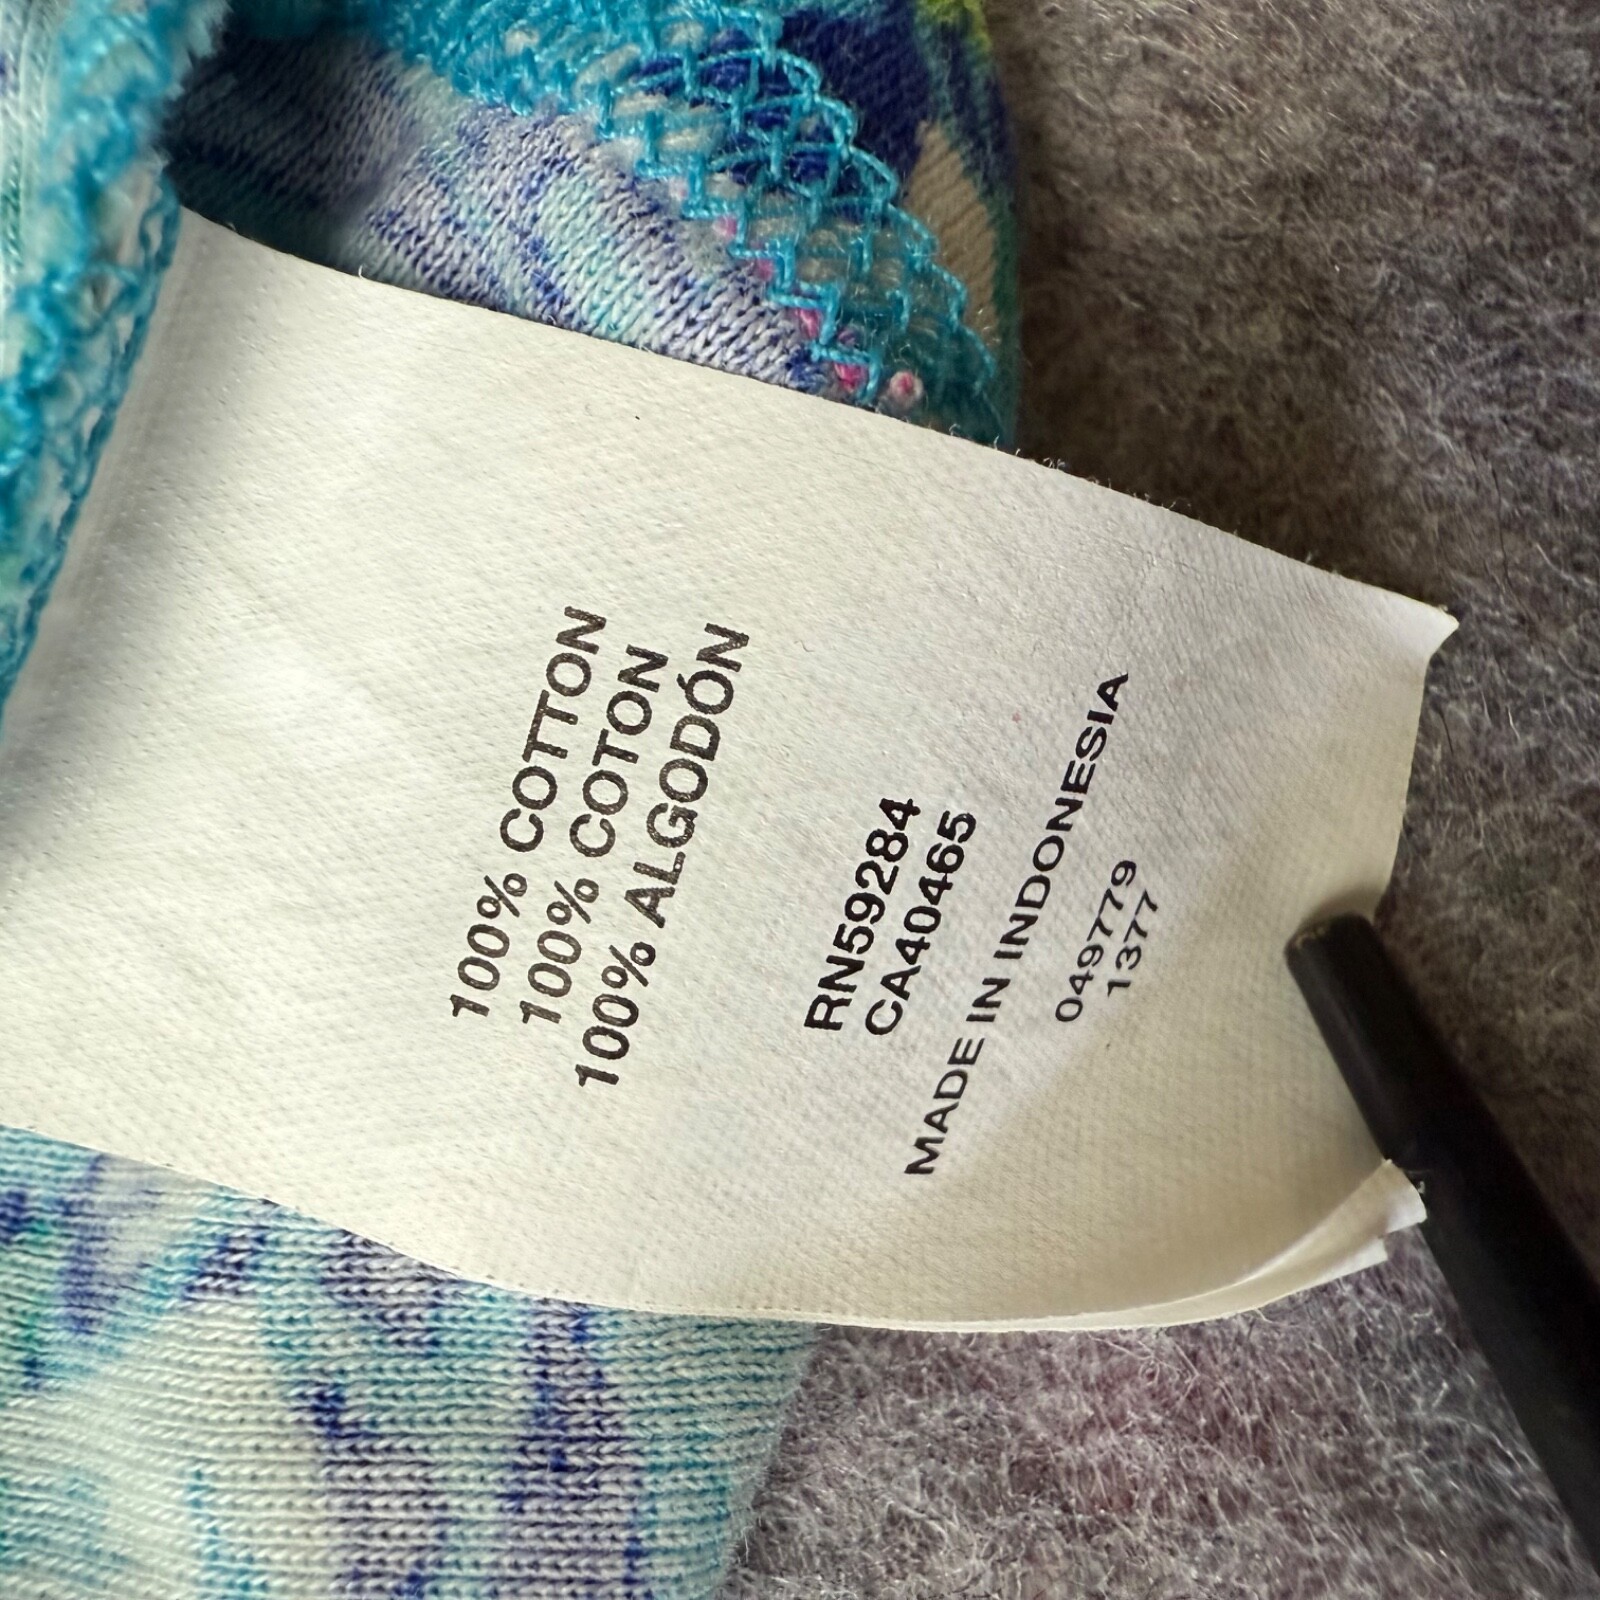 100% COTTON
100% COTON
100% ALGODÓN
RN59284
CA40465
MADE IN INDONESIA
049779
1377